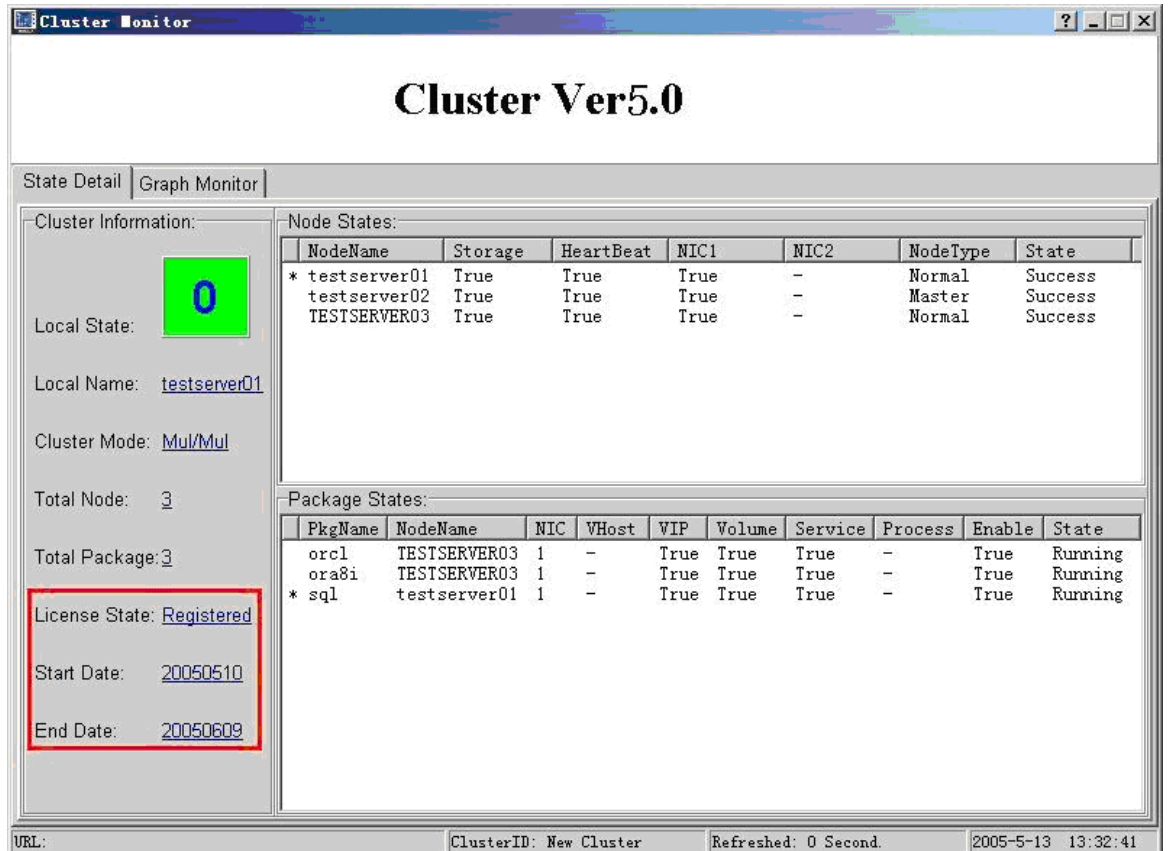 Cluster Monitor
Cluster Ver5.0
State Detail Graph Monitor
Cluster Information:
0
Local State:
Local Name: testserver01
Cluster Mode: Mul/Mul
Total Node: 3
Total Package: 3
License State: Registered
Start Date: 20050510
End Date: 20050609
Node States:
NodeName Storage HeartBeat NIC1 NIC2 NodeType State
* testserver01 True True True - Normal Success
testserver02 True True True - Master Success
TESTSERVER03 True True True - Normal Success
Package States:
PkgName NodeName NIC VHost VIP Volume Service Process Enable State
orcl TESTSERVER03 1 - True True True - True Running
ora8i TESTSERVER03 1 - True True True - True Running
* sql testserver01 1 - True True True - True Running
URL: ClusterID: New Cluster Refreshed: 0 Second. 2005-5-13 13:32:41